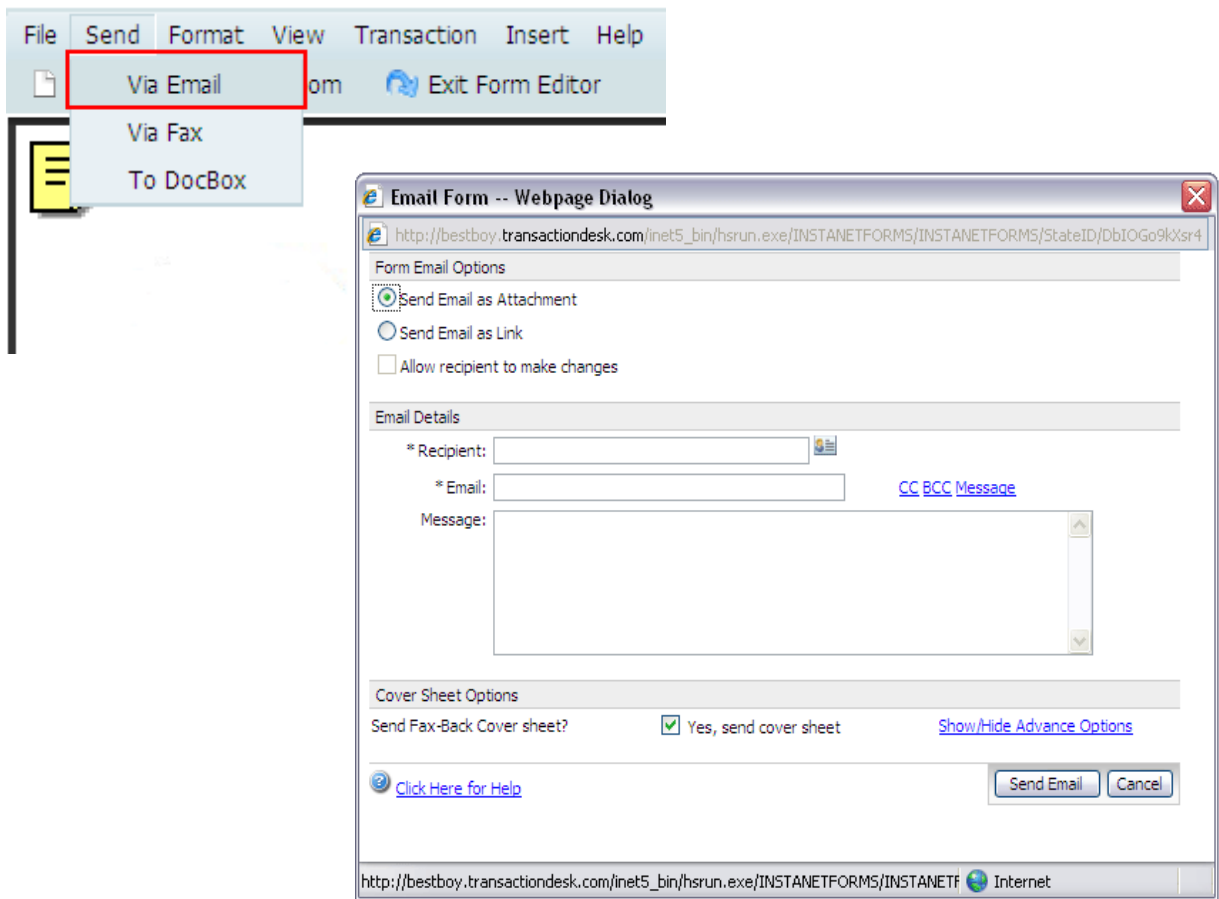 File Send Format View Transaction Insert Help
Via Email om Exit Form Editor
Via Fax
To DocBox
Email Form -- Webpage Dialog
http://bestboy.transactiondesk.com/inet5_bin/hsrun.exe/INSTANETFORMS/INSTANETFORMS/StateID/DbIOGo9kXsr4
Form Email Options
Send Email as Attachment
Send Email as Link
Allow recipient to make changes
Email Details
* Recipient:
* Email: CC BCC Message
Message:
Cover Sheet Options
Send Fax-Back Cover sheet? Yes, send cover sheet Show/Hide Advance Options
Click Here for Help Send Email Cancel
http://bestboy.transactiondesk.com/inet5_bin/hsrun.exe/INSTANETFORMS/INSTANETF Internet